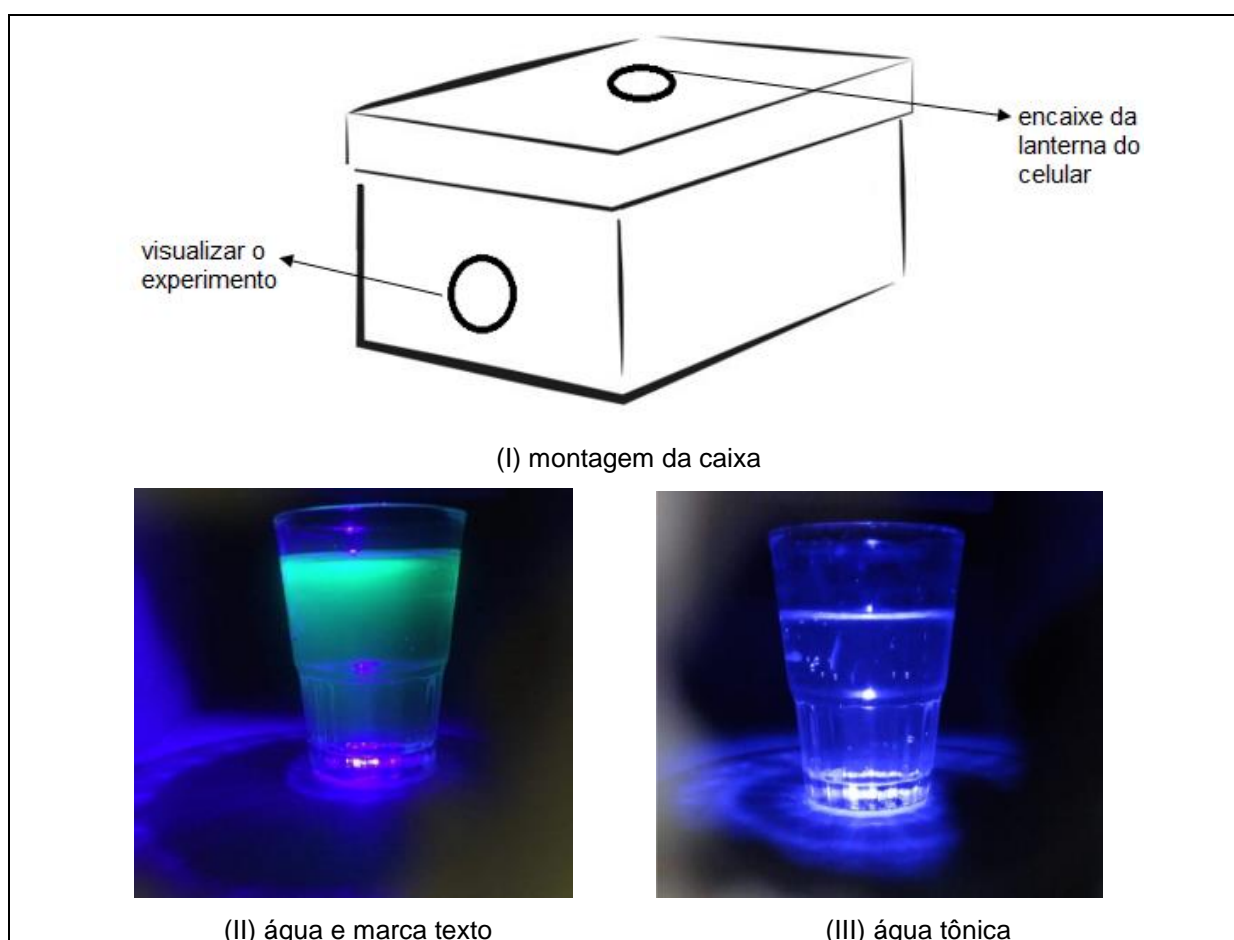 encaixe da
lanterna do
celular
visualizar o
experimento
(I) montagem da caixa
(II) água e marca texto
(III) água tônica